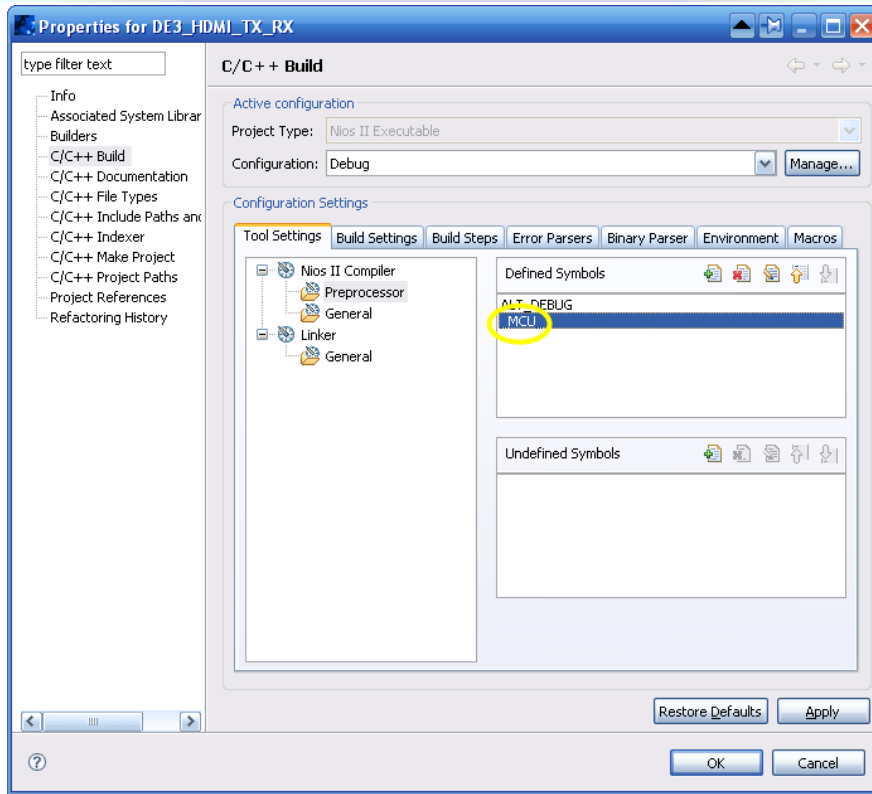 Properties for DE3_HDMI_TX_RX
type filter text
Info
Associated System Librar
Builders
C/C++ Build
C/C++ Documentation
C/C++ File Types
C/C++ Include Paths and
C/C++ Indexer
C/C++ Make Project
C/C++ Project Paths
Project References
Refactoring History
C/C++ Build
Active configuration
Project Type: Nios II Executable
Configuration: Debug Manage...
Configuration Settings
Tool Settings Build Settings Build Steps Error Parsers Binary Parser Environment Macros
Nios II Compiler
Preprocessor
General
Linker
General
Defined Symbols
ALT_DEBUG
_MCU_
Undefined Symbols
Restore Defaults Apply
? OK Cancel